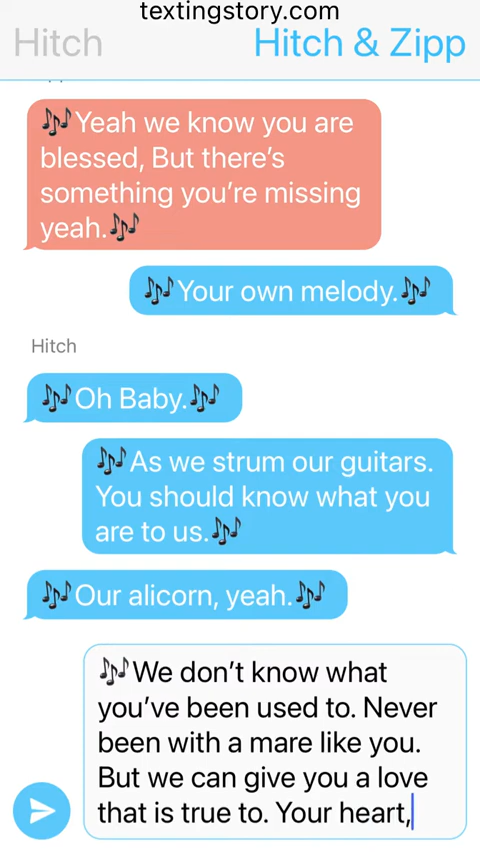 textingstory.com
Hitch
Hitch & Zipp
🎶Yeah we know you are
blessed, But there's
something you're missing
yeah.🎶
🎶Your own melody.🎶
Hitch
🎶Oh Baby.🎶
🎶As we strum our guitars.
You should know what you
are to us.🎶
🎶Our alicorn, yeah.🎶
🎶We don't know what
you've been used to. Never
been with a mare like you.
But we can give you a love
that is true to. Your heart,